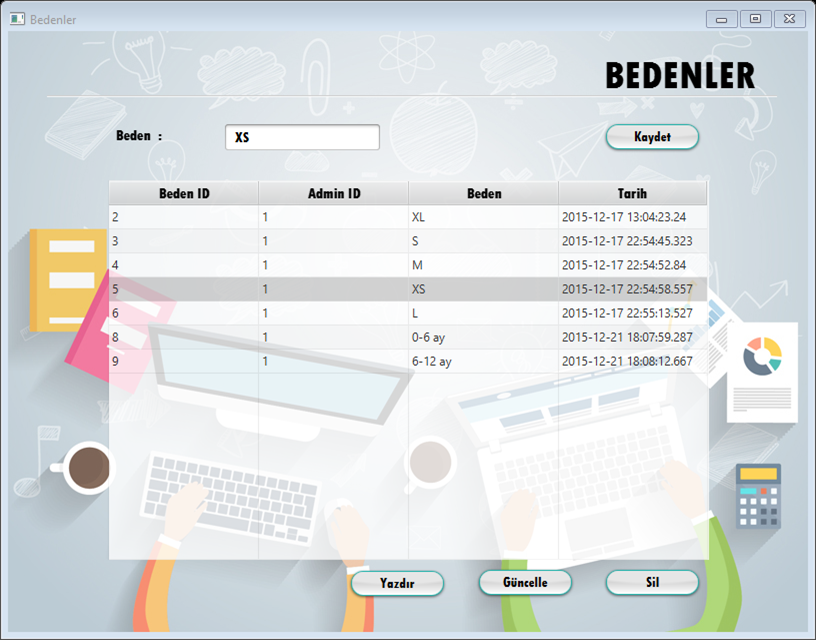 Bedenler
BEDENLER
Beden :
XS
Kaydet
Beden ID Admin ID Beden Tarih
2 1 XL 2015-12-17 13:04:23.24
3 1 S 2015-12-17 22:54:45.323
4 1 M 2015-12-17 22:54:52.84
5 1 XS 2015-12-17 22:54:58.557
6 1 L 2015-12-17 22:55:13.527
8 1 0-6 ay 2015-12-21 18:07:59.287
9 1 6-12 ay 2015-12-21 18:08:12.667
Yazdır Güncelle Sil